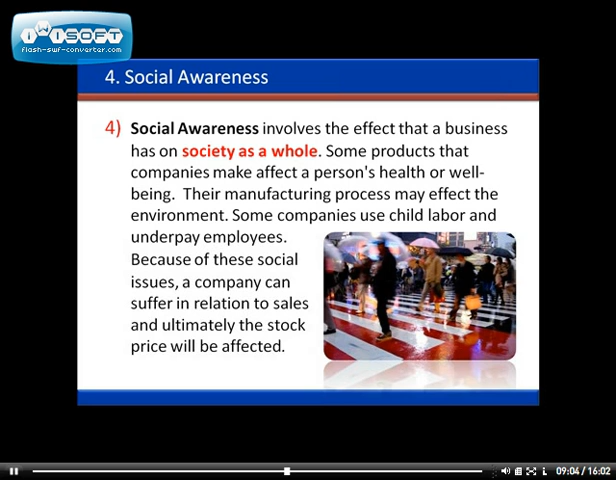 iWiSOFT
flash-swf-converter.com
4. Social Awareness
4) Social Awareness involves the effect that a business
has on society as a whole. Some products that
companies make affect a person's health or well-
being. Their manufacturing process may effect the
environment. Some companies use child labor and
underpay employees.
Because of these social
issues, a company can
suffer in relation to sales
and ultimately the stock
price will be affected.
09:04 / 16:02